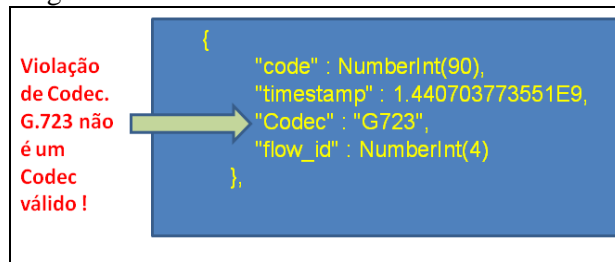 Violação
de Codec.
G.723 não
é um
Codec
válido !
{
"code" : NumberInt(90),
"timestamp" : 1.440703773551E9,
"Codec" : "G723",
"flow_id" : NumberInt(4)
},